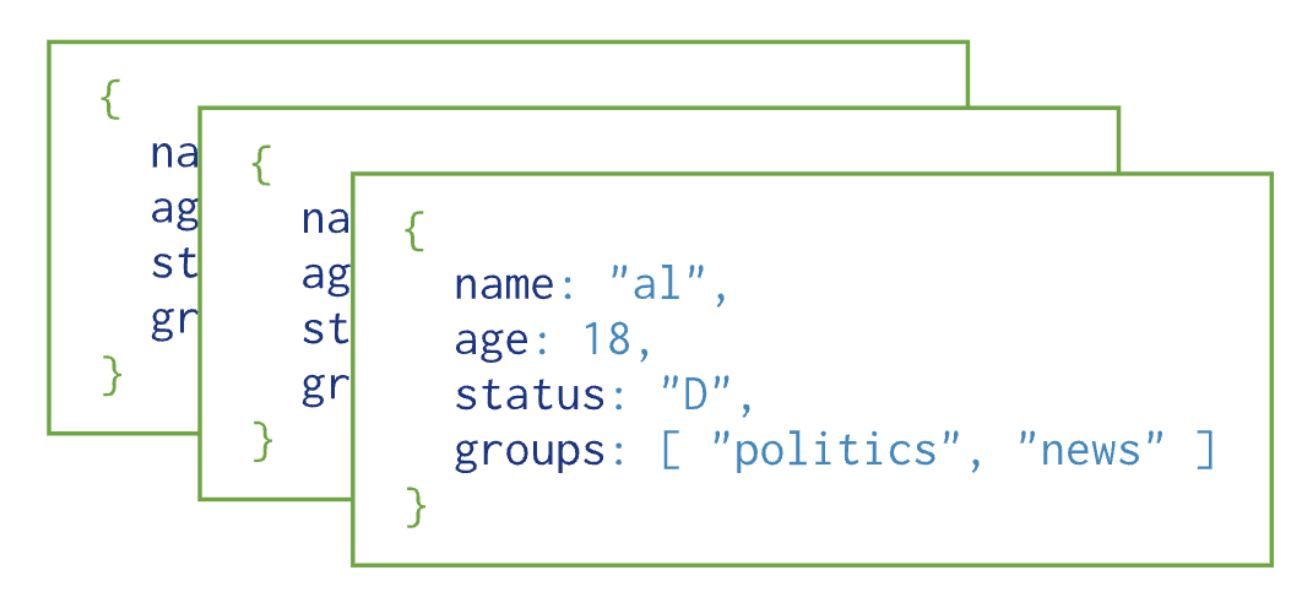 {
na
ag
st
gr
}
{
na
ag
st
gr
}
{
name: "al",
age: 18,
status: "D",
groups: [ "politics", "news" ]
}